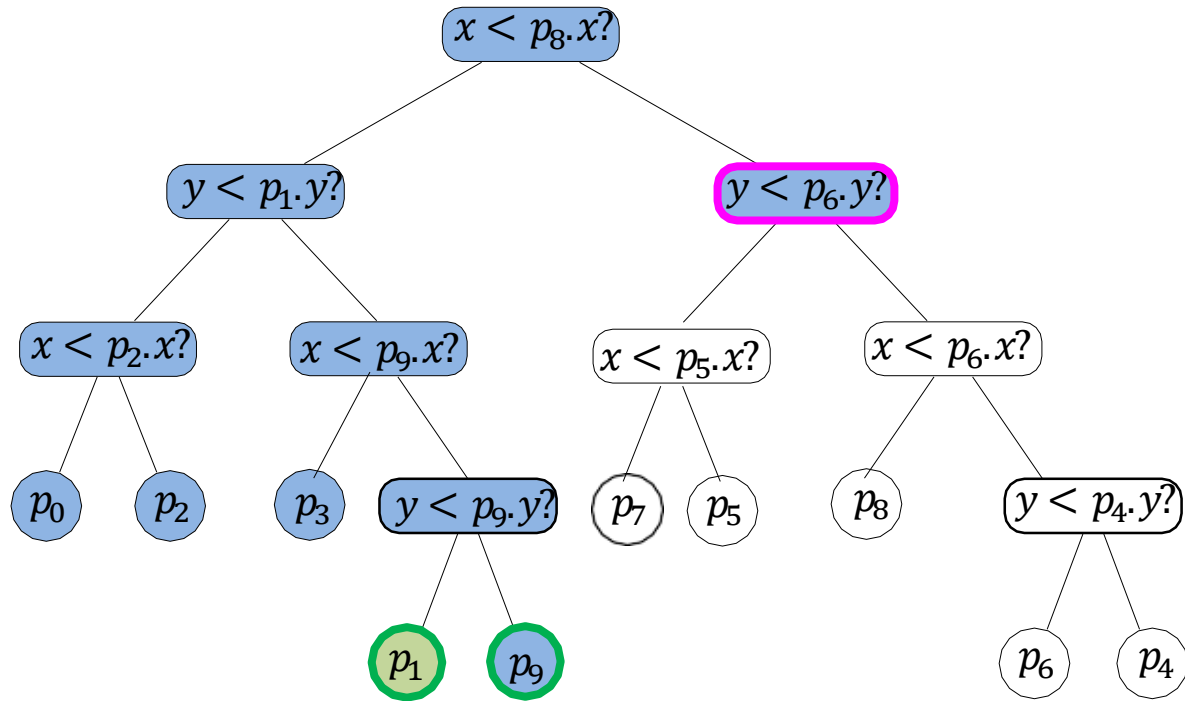 x < p₈.x?
y < p₁.y?
y < p₆.y?
x < p₂.x?
x < p₉.x?
x < p₅.x?
x < p₆.x?
p₀
p₂
p₃
y < p₉.y?
p₇
p₅
p₈
y < p₄.y?
p₁
p₉
p₆
p₄